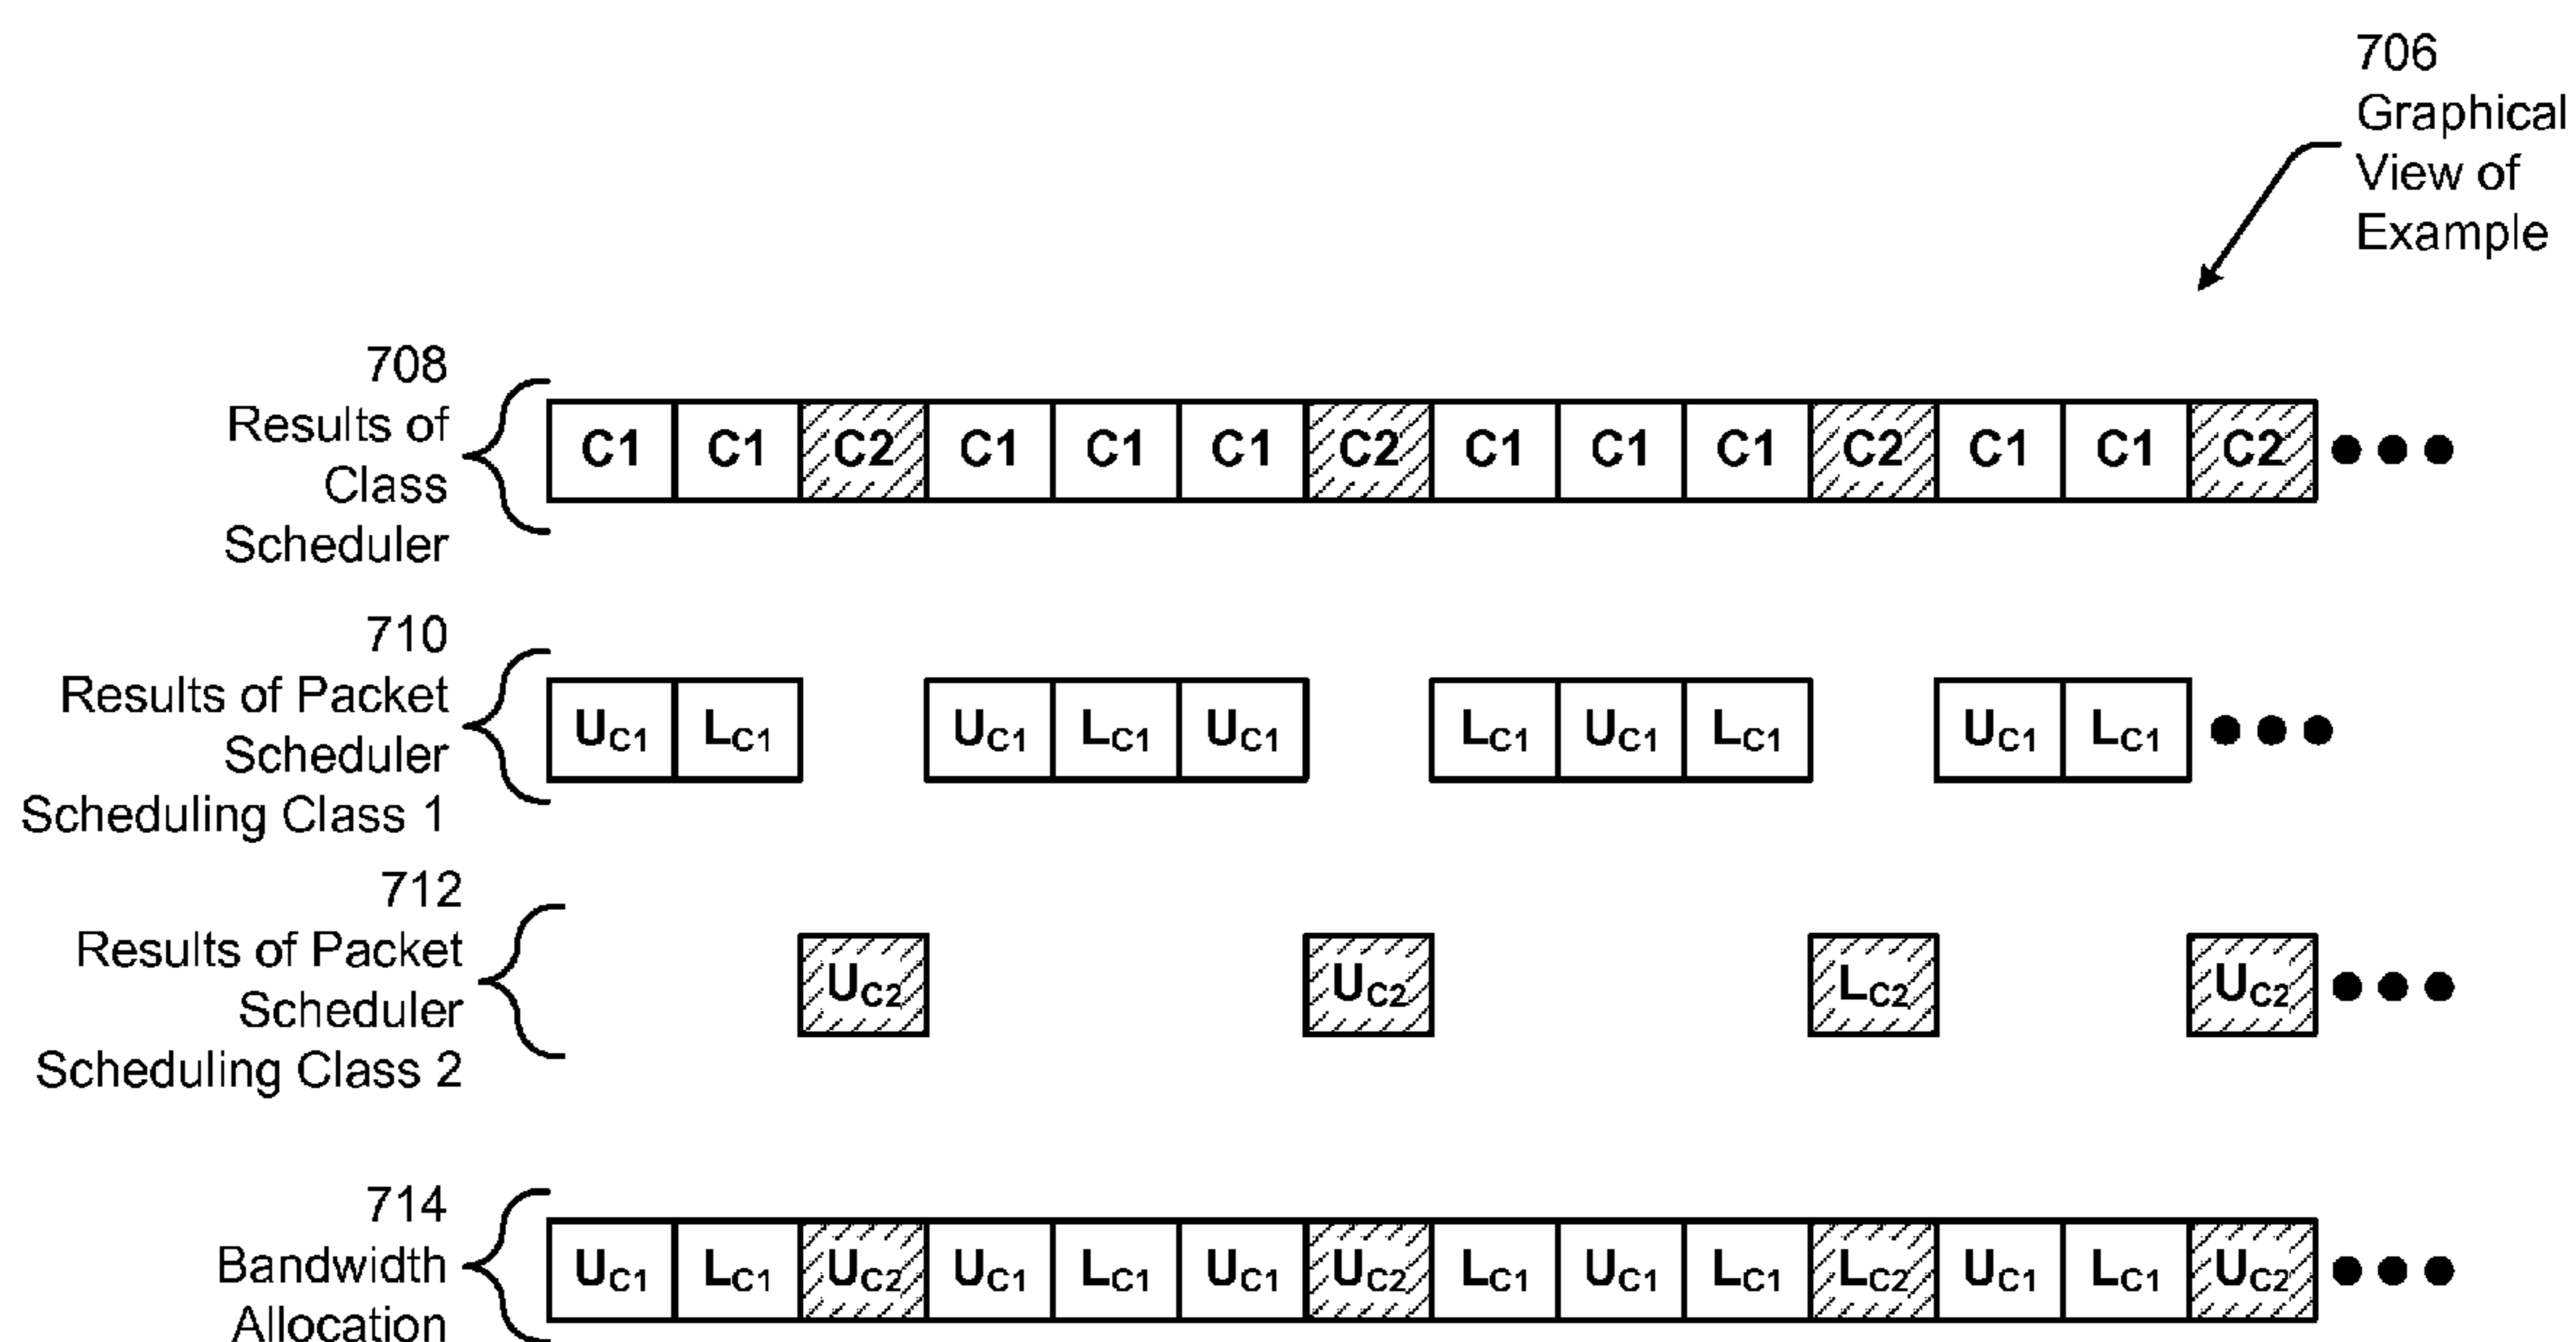 706
Graphical
View of
Example
708
Results of
Class
Scheduler
C1 C1 C2 C1 C1 C1 C2 C1 C1 C1 C2 C1 C1 C2
710
Results of Packet
Scheduler
Scheduling Class 1
UC1 LC1 UC1 LC1 UC1 LC1 UC1 LC1 UC1 LC1
712
Results of Packet
Scheduler
Scheduling Class 2
UC2 UC2 LC2 UC2
714
Bandwidth
Allocation
UC1 LC1 UC2 UC1 LC1 UC1 UC2 LC1 UC1 LC1 LC2 UC1 LC1 UC2